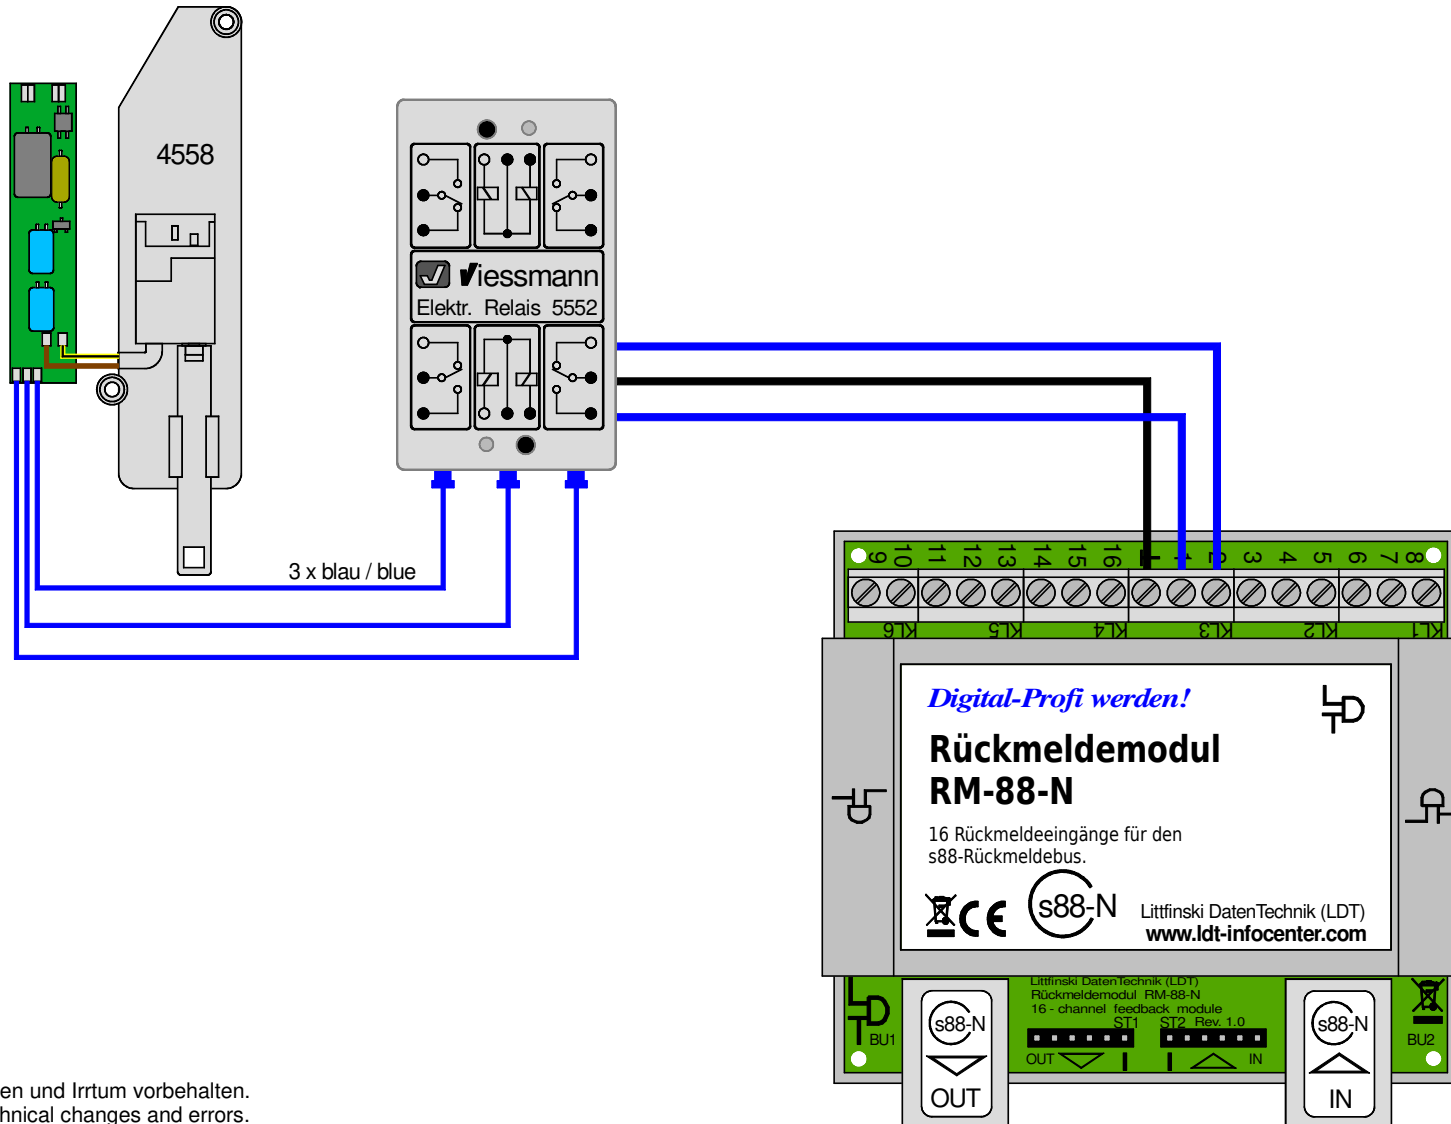 4558
Viessmann
Elektr. Relais 5552
3 x blau / blue
9 10 11 12 13 14 15 16 1 2 3 4 5 6 7 8
KL6 KL5 KL4 KL3 KL2 KL1
Digital-Profi werden!
Rückmeldemodul
RM-88-N
16 Rückmeldeeingänge für den
s88-Rückmeldebus.
CE
s88-N
Littfinski DatenTechnik (LDT)
www.ldt-infocenter.com
Littfinski DatenTechnik (LDT)
Rückmeldemodul RM-88-N
16 - channel feedback module
ST1 ST2 Rev. 1.0
BU1
OUT
IN
BU2
s88-N
OUT
s88-N
IN
en und Irrtum vorbehalten.
hnical changes and errors.